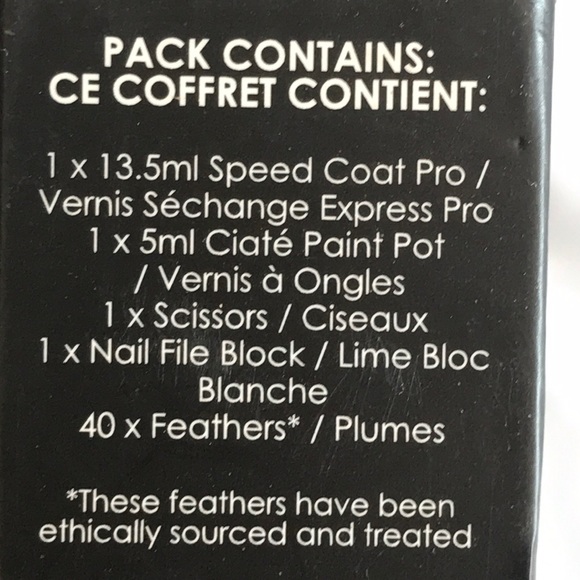 PACK CONTAINS:
CE COFFRET CONTIENT:
1 x 13.5ml Speed Coat Pro /
Vernis Séchange Express Pro
1 x 5ml Ciaté Paint Pot
/ Vernis à Ongles
1 x Scissors / Ciseaux
1 x Nail File Block / Lime Bloc
Blanche
40 x Feathers* / Plumes
*These feathers have been
ethically sourced and treated